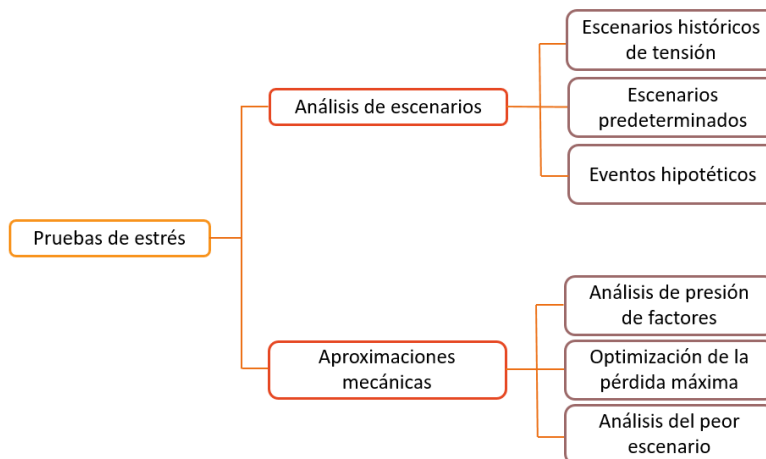 Pruebas de estrés
Análisis de escenarios
Escenarios históricos
de tensión
Escenarios
predeterminados
Eventos hipotéticos
Aproximaciones
mecánicas
Análisis de presión
de factores
Optimización de la
pérdida máxima
Análisis del peor
escenario